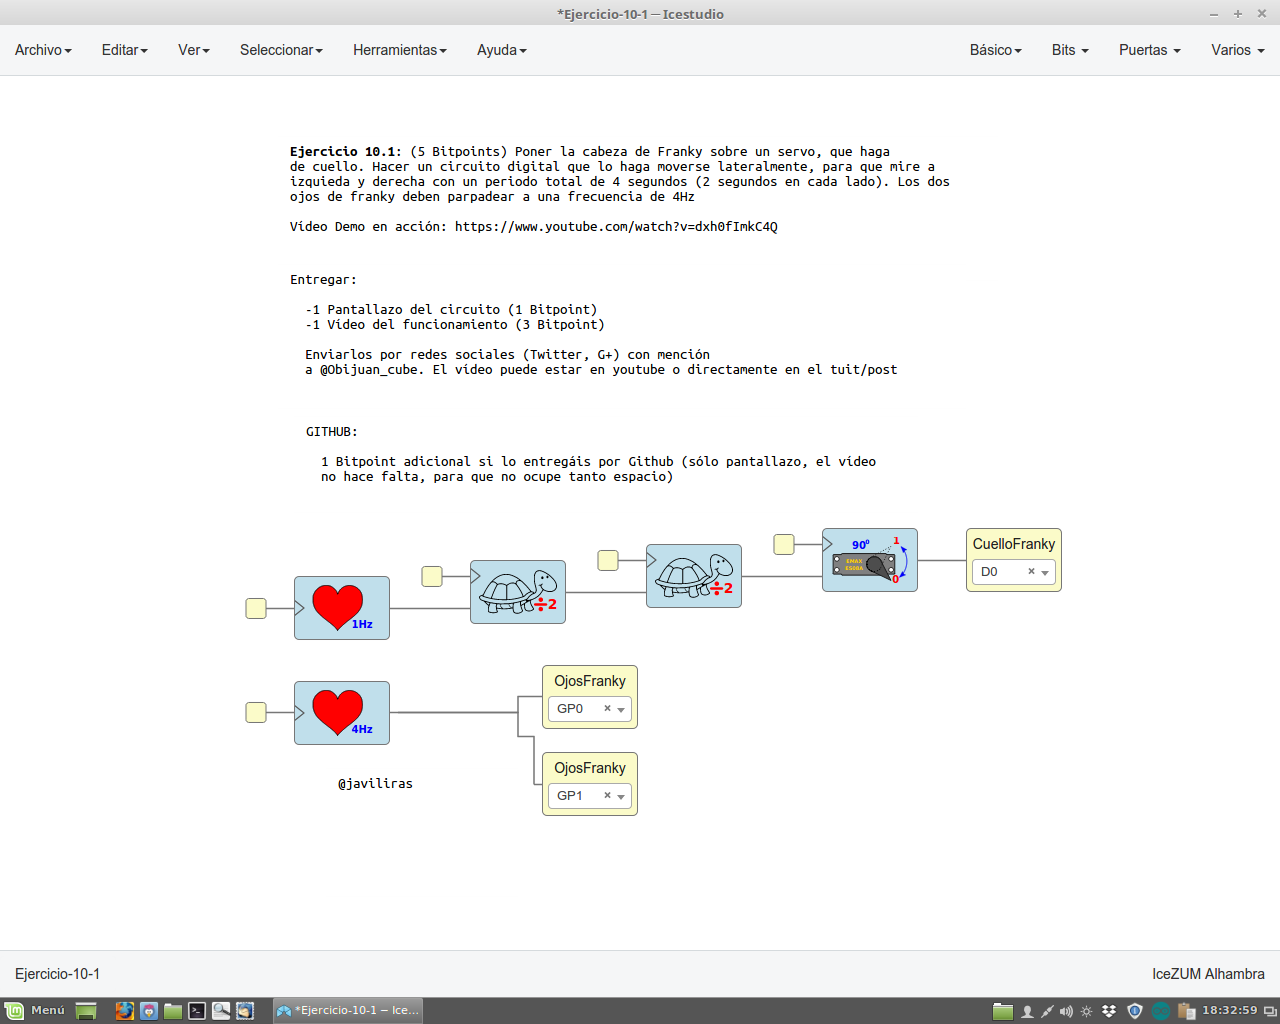 *Ejercicio-10-1 ─ Icestudio
Archivo Editar Ver Seleccionar Herramientas Ayuda Básico Bits Puertas Varios
Ejercicio 10.1: (5 Bitpoints) Poner la cabeza de Franky sobre un servo, que haga
de cuello. Hacer un circuito digital que lo haga moverse lateralmente, para que mire a
izquieda y derecha con un periodo total de 4 segundos (2 segundos en cada lado). Los dos
ojos de franky deben parpadear a una frecuencia de 4Hz
Vídeo Demo en acción: https://www.youtube.com/watch?v=dxh0fImkC4Q
Entregar:
-1 Pantallazo del circuito (1 Bitpoint)
-1 Vídeo del funcionamiento (3 Bitpoint)
Enviarlos por redes sociales (Twitter, G+) con mención
a @Obijuan_cube. El vídeo puede estar en youtube o directamente en el tuit/post
GITHUB:
1 Bitpoint adicional si lo entregáis por Github (sólo pantallazo, el vídeo
no hace falta, para que no ocupe tanto espacio)
1Hz
÷2
÷2
90º 1
EMAX
ES08A
0
CuelloFranky
D0
4Hz
OjosFranky
GP0
OjosFranky
GP1
@javiliras
Ejercicio-10-1 IceZUM Alhambra
Menú *Ejercicio-10-1 ─ Ice... 18:32:59